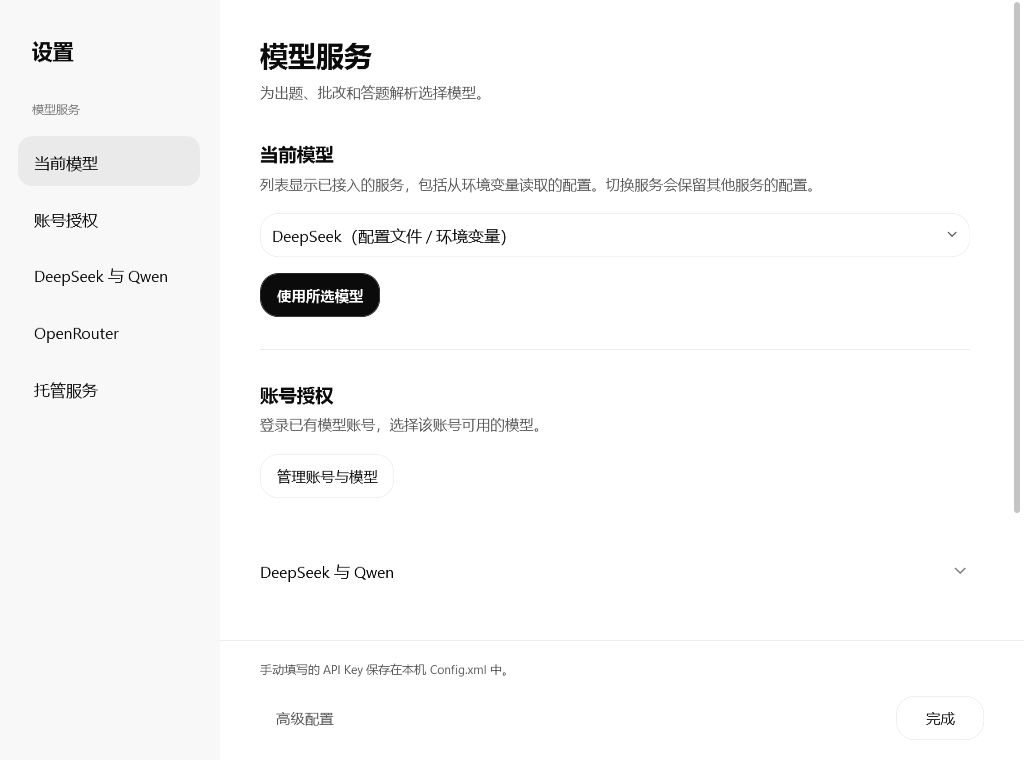 设置
模型服务
当前模型
账号授权
DeepSeek 与 Qwen
OpenRouter
托管服务
模型服务
为出题、批改和答题解析选择模型。
当前模型
列表显示已接入的服务，包括从环境变量读取的配置。切换服务会保留其他服务的配置。
DeepSeek（配置文件 / 环境变量）
使用所选模型
账号授权
登录已有模型账号，选择该账号可用的模型。
管理账号与模型
DeepSeek 与 Qwen
手动填写的 API Key 保存在本机 Config.xml 中。
高级配置
完成